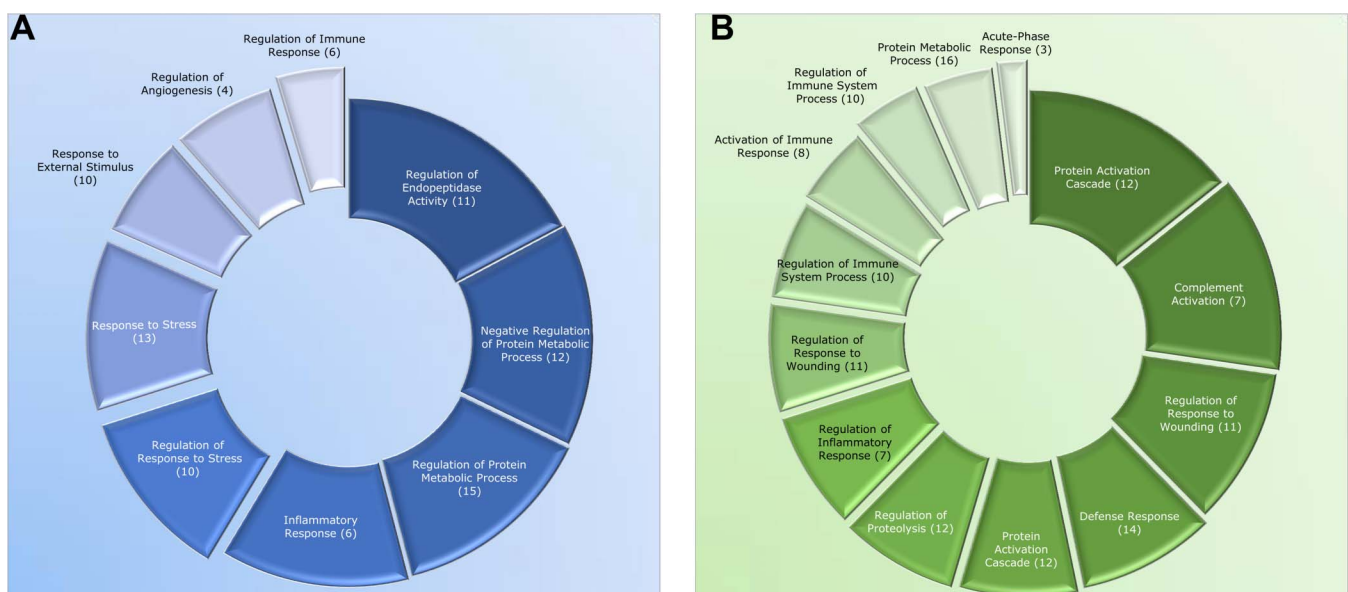 A
Regulation of Immune
Response (6)
Regulation of
Angiogenesis (4)
Response to
External Stimulus
(10)
Regulation of
Endopeptidase
Activity (11)
Negative Regulation
of Protein Metabolic
Process (12)
Response to Stress
(13)
Regulation of
Response to Stress
(10)
Regulation of Protein
Metabolic Process
(15)
Inflammatory
Response (6)
B
Acute-Phase
Response (3)
Protein Metabolic
Process (16)
Regulation of
Immune System
Process (10)
Activation of Immune
Response (8)
Protein Activation
Cascade (12)
Regulation of Immune
System Process (10)
Complement
Activation (7)
Regulation of
Response to
Wounding (11)
Regulation of
Response to
Wounding (11)
Regulation of
Inflammatory
Response (7)
Regulation of
Proteolysis (12)
Protein
Activation
Cascade (12)
Defense Response
(14)